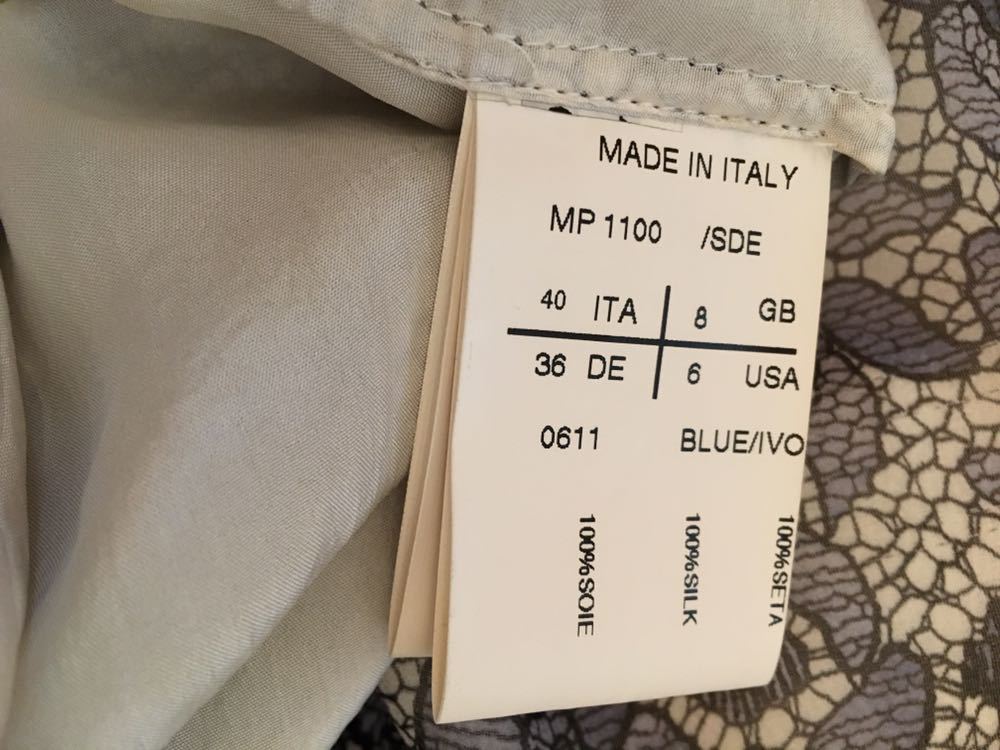 MADE IN ITALY
MP 1100 /SDE
40 ITA 8 GB
36 DE 6 USA
0611 BLUE/IVO
100%SETA
100%SILK
100%SOIE